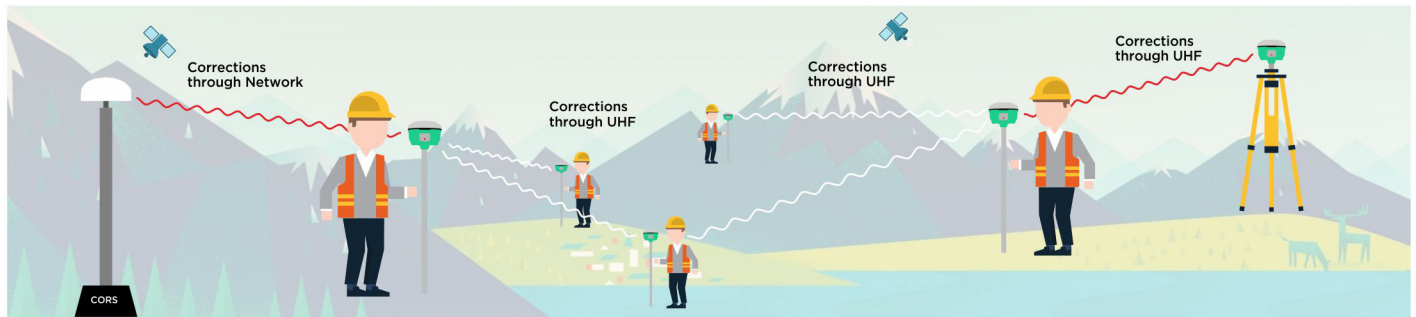 Corrections
through Network
Corrections
through UHF
Corrections
through UHF
Corrections
through UHF
CORS